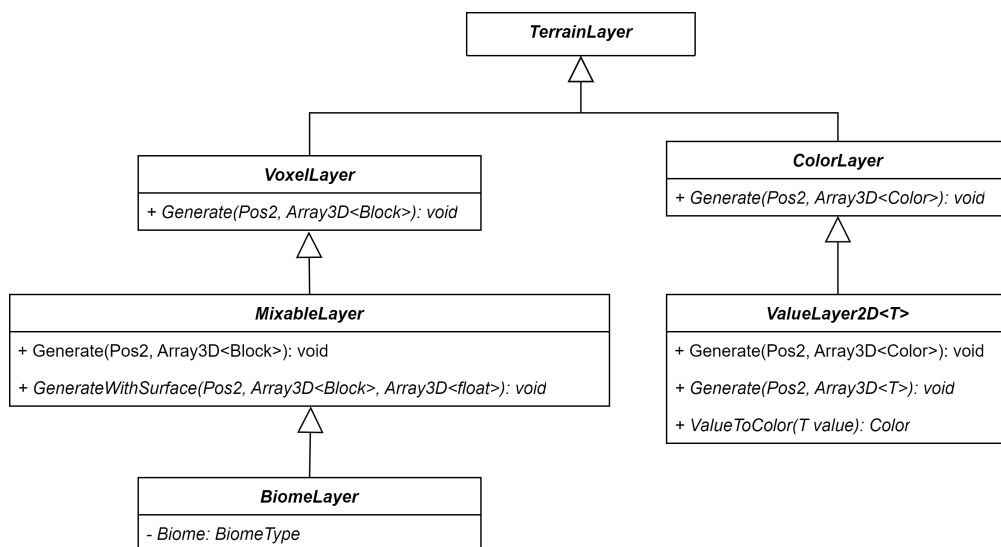 TerrainLayer
VoxelLayer
+ Generate(Pos2, Array3D<Block>): void
ColorLayer
+ Generate(Pos2, Array3D<Color>): void
MixableLayer
+ Generate(Pos2, Array3D<Block>): void
+ GenerateWithSurface(Pos2, Array3D<Block>, Array3D<float>): void
ValueLayer2D<T>
+ Generate(Pos2, Array3D<Color>): void
+ Generate(Pos2, Array3D<T>): void
+ ValueToColor(T value): Color
BiomeLayer
- Biome: BiomeType